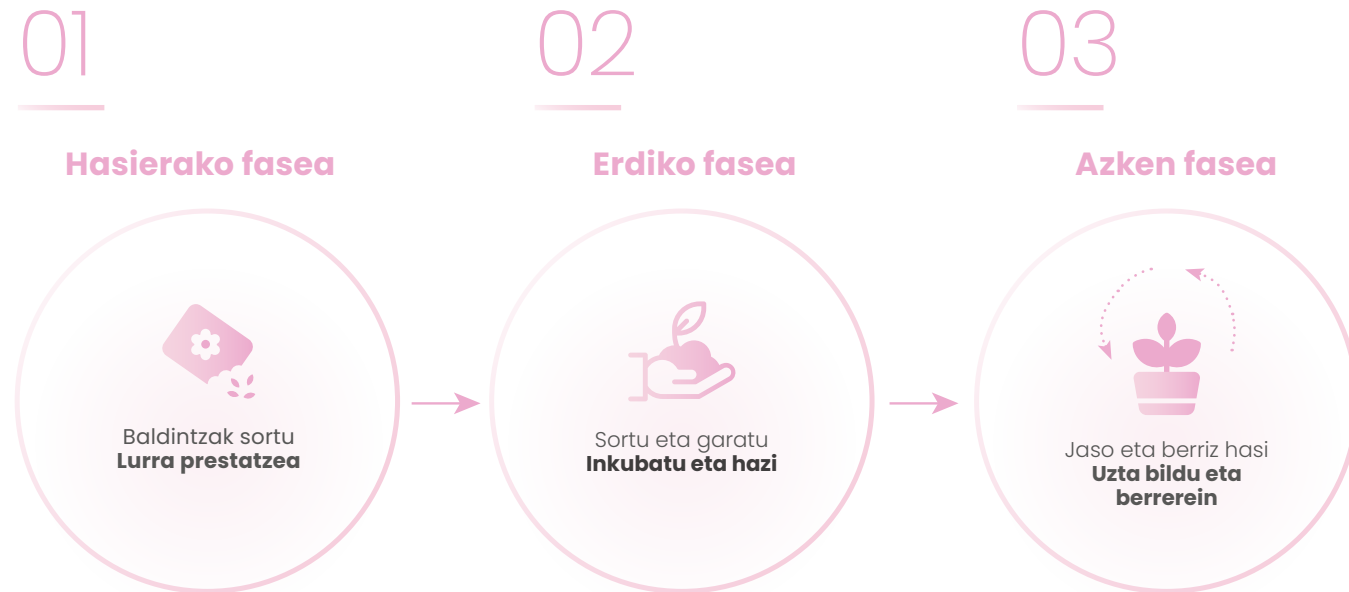 01
Hasierako fasea
Baldintzak sortu
Lurra prestatzea
02
Erdiko fasea
Sortu eta garatu
Inkubatu eta hazi
03
Azken fasea
Jaso eta berriz hasi
Uzta bildu eta
berrerein